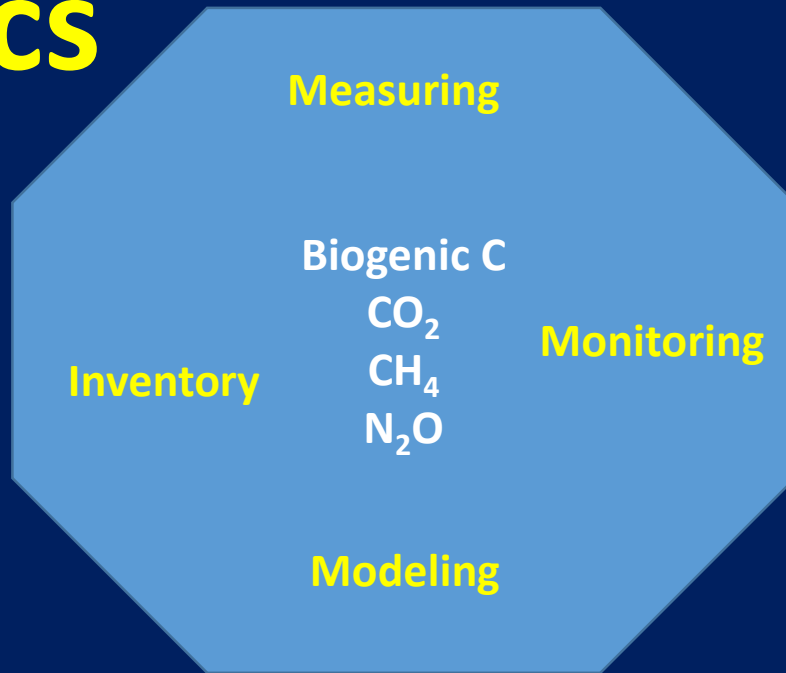 cs
Measuring
Biogenic C
CO₂
Monitoring
CH₄
Inventory
N₂O
Modeling